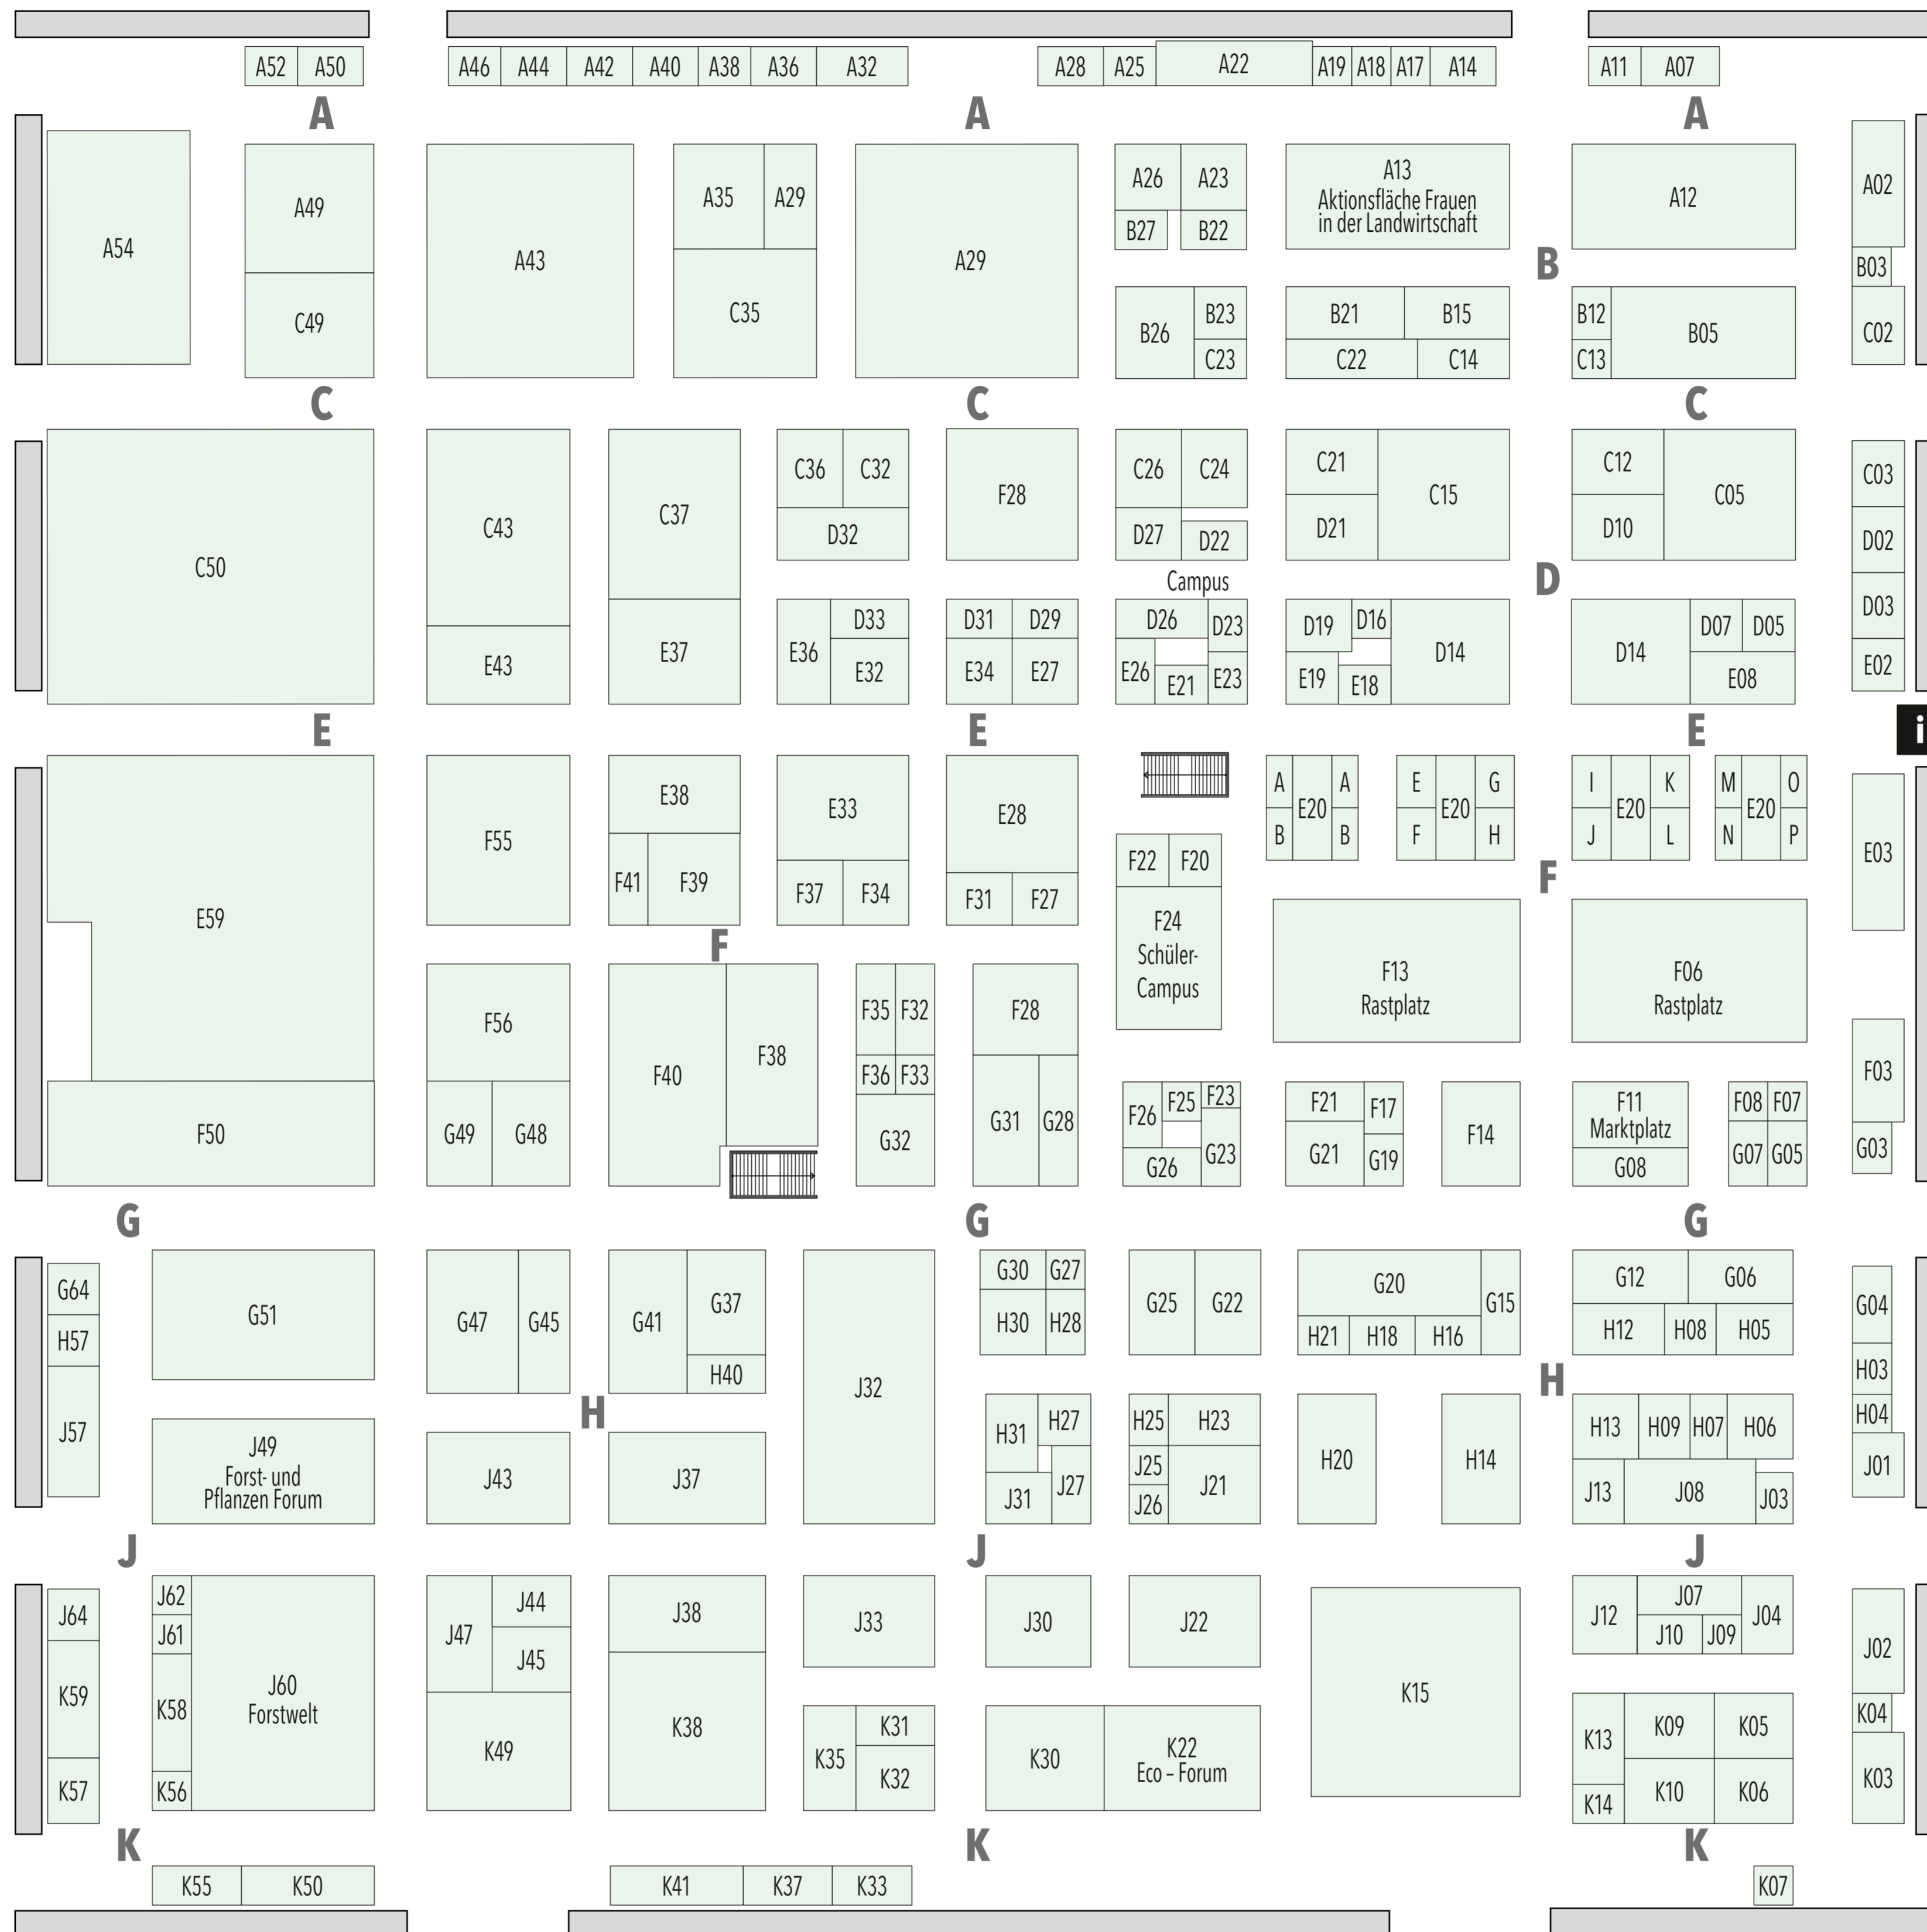 A52 A50 A46 A44 A42 A40 A38 A36 A32 A28 A25 A22 A19 A18 A17 A14 A11 A07
A A A
A54 A49 A43 A35 A29 A29 A26 A23 A13 A12 A02
Aktionsfläche Frauen
in der Landwirtschaft
B27 B22
B
B03
C49 C35 B26 B23 B21 B15 B12 B05 C02
C23 C22 C14 C13
C C C
C50 C43 C37 C36 C32 F28 C26 C24 C21 C15 C12 C05 C03
D32 D27 D22 D21 D10 D02
Campus
D
E43 E37 E36 D33 D31 D29 D26 D23 D19 D16 D14 D14 D07 D05 D03
E32 E34 E27 E26 E21 E23 E19 E18 E08 E02
E E E
i
E59 F55 E38 E33 E28 A E20 A E E20 G I E20 K M E20 O E03
B B F H J L N P
F41 F39 F37 F34 F31 F27 F22 F20
F
F
F24
Schüler-
Campus
F13
Rastplatz
F06
Rastplatz
F56 F40 F38 F35 F32 F28 F03
F36 F33
F50 G49 G48 G32 G31 G28 F26 F25 F23 F21 F17 F14 F11 F08 F07
Marktplatz
G26 G23 G21 G19 G08 G07 G05 G03
G G G
G64 G51 G47 G45 G41 G37 J32 G30 G27 G25 G22 G20 G15 G12 G06 G04
H57 H40 H30 H28 H21 H18 H16 H12 H08 H05 H03
H
H
J57 J49
Forst- und
Pflanzen Forum
J43 J37 H31 H27 H25 H23 H20 H14 H13 H09 H07 H06 H04
J31 J27 J25 J21 J13 J08 J03 J01
J26
J J J
J64 J62 J60
Forstwelt
J47 J44 J38 J33 J30 J22 K15 J12 J07 J04 J02
J61 J45 J10 J09
K59 K58 K49 K38 K35 K31 K30 K22
Eco – Forum
K13 K09 K05 K04
K57 K56 K32 K14 K10 K06 K03
K K K
K55 K50 K41 K37 K33 K07